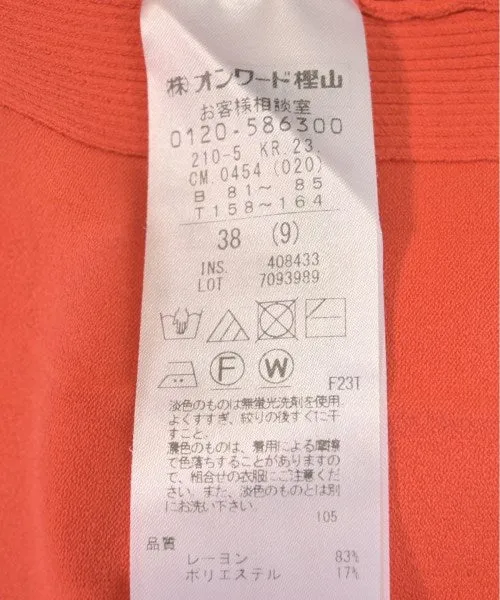 ㈱オンワード樫山
お客様相談室
0120-586300
210-5 KR.23.
CM.0454 (020)
B 81～ 85
T 158～164
38 (9)
INS. 408433
LOT 7093989
F W
F23T
淡色のものは無蛍光洗剤を使用
よくすすぎ、絞りの後すぐに干
すこと。
濃色のものは、着用による摩擦
で色落ちすることがありますの
で、組合せの衣服にご注意くださ
い。また、淡色のものとは別
にお洗い下さい。
105
品質
レーヨン 83%
ポリエステル 17%